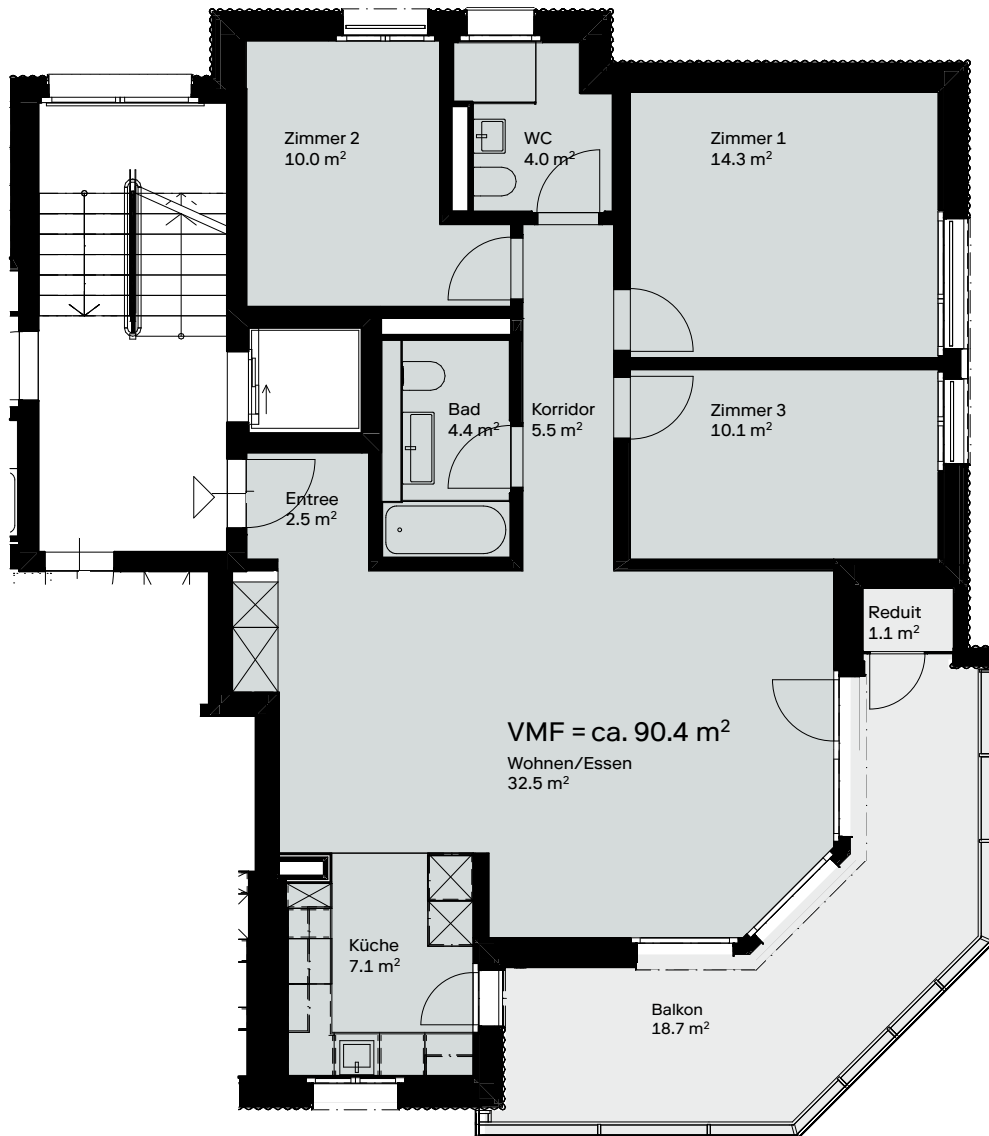 Zimmer 2
10.0 m²
WC
4.0 m²
Zimmer 1
14.3 m²
Bad
4.4 m²
Korridor
5.5 m²
Zimmer 3
10.1 m²
Entree
2.5 m²
Reduit
1.1 m²
VMF = ca. 90.4 m²
Wohnen/Essen
32.5 m²
Küche
7.1 m²
Balkon
18.7 m²